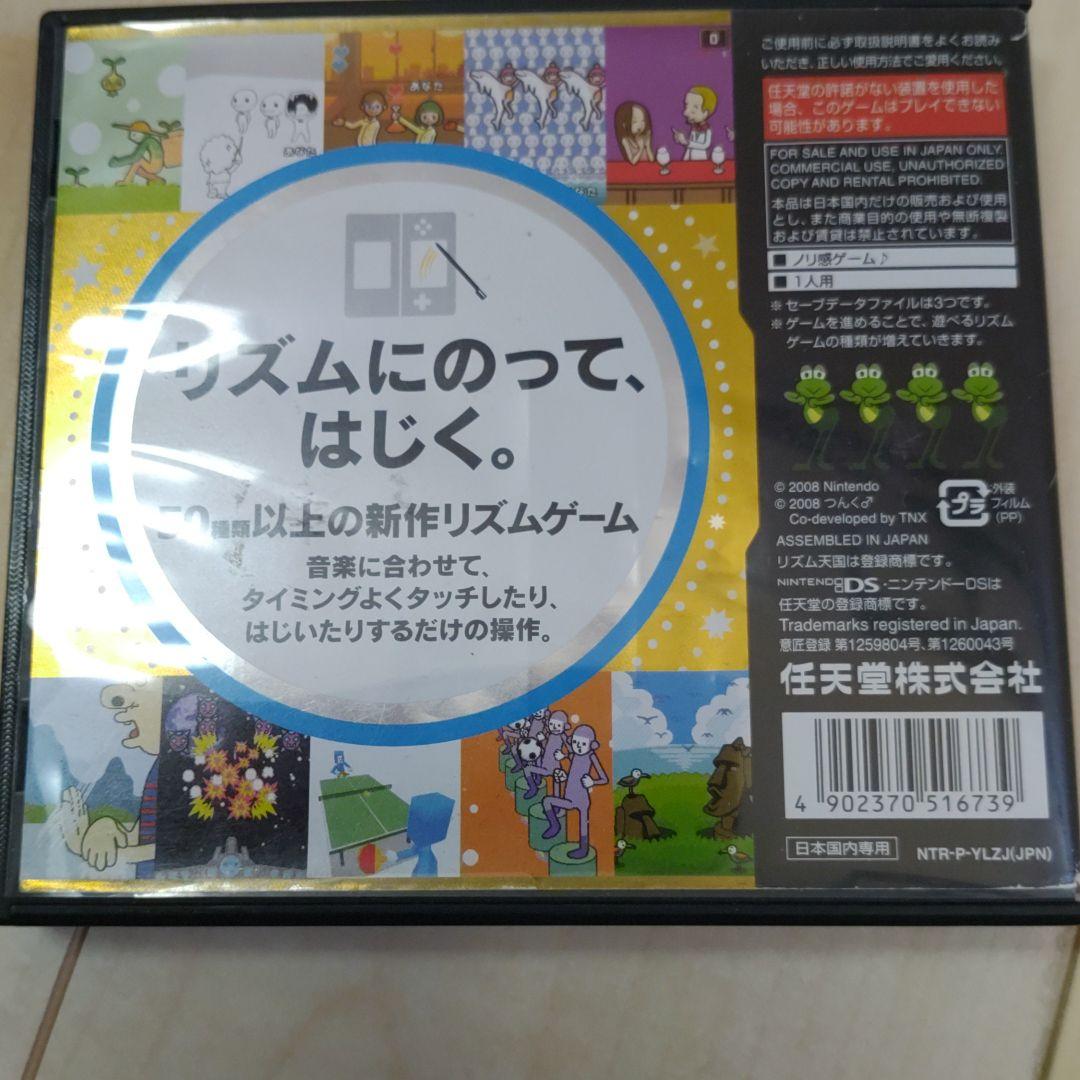 あなた
あなた
0
リズムにのって、
はじく。
50種類以上の新作リズムゲーム
音楽に合わせて、
タイミングよくタッチしたり、
はじいたりするだけの操作。
ご使用前に必ず取扱説明書をよくお読み
いただき、正しい使用方法でご愛用ください。
任天堂の許諾がない装置を使用した
場合、このゲームはプレイできない
可能性があります。
FOR SALE AND USE IN JAPAN ONLY.
COMMERCIAL USE, UNAUTHORIZED
COPY AND RENTAL PROHIBITED.
本品は日本国内だけの販売および使用
とし、また商業目的の使用や無断複製
および賃貸は禁止されています。
■ ノリ感ゲーム♪
■ 1人用
※ セーブデータファイルは3つです。
※ ゲームを進めることで、遊べるリズム
ゲームの種類が増えていきます。
© 2008 Nintendo
© 2008 つんく♂
Co-developed by TNX
プラ
外装
フィルム
(PP)
ASSEMBLED IN JAPAN
リズム天国は登録商標です。
NINTENDO DS・ニンテンドーDSは
任天堂の登録商標です。
Trademarks registered in Japan.
意匠登録 第1259804号、第1260043号
任天堂株式会社
4 902370 516739
日本国内専用
NTR-P-YLZJ(JPN)